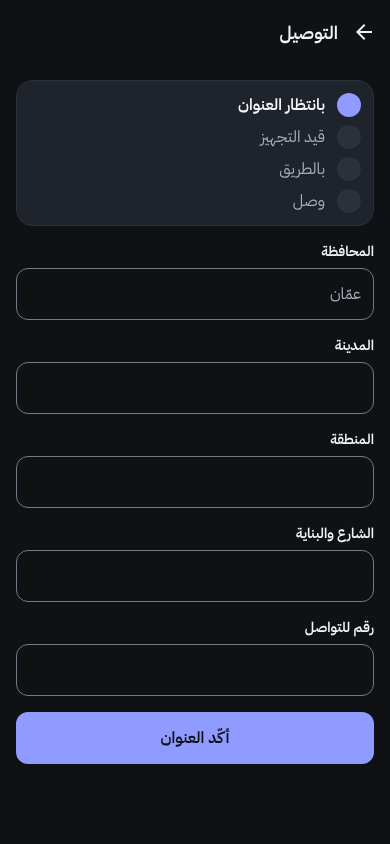 التوصيل
بانتظار العنوان
قيد التجهيز
بالطريق
وصل
المحافظة
عمّان
المدينة
المنطقة
الشارع والبناية
رقم للتواصل
أكّد العنوان